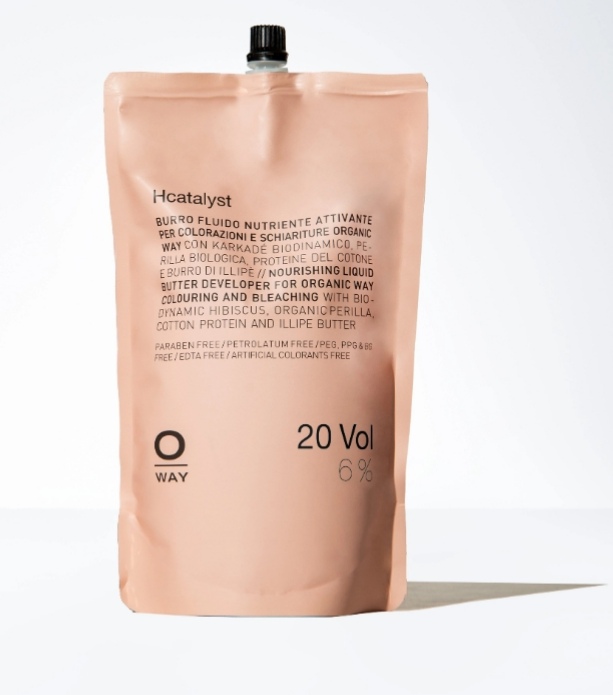 Hcatalyst
BURRO FLUIDO NUTRIENTE ATTIVANTE
PER COLORAZIONI E SCHIARITURE ORGANIC
WAY CON KARKADÉ BIODINAMICO, PE-
RILLA BIOLOGICA, PROTEINE DEL COTONE
E BURRO DI ILLIPÈ // NOURISHING LIQUID
BUTTER DEVELOPER FOR ORGANIC WAY
COLOURING AND BLEACHING WITH BIO-
DYNAMIC HIBISCUS, ORGANIC PERILLA,
COTTON PROTEIN AND ILLIPE BUTTER
PARABEN FREE / PETROLATUM FREE / PEG, PPG & BG
FREE / EDTA FREE / ARTIFICIAL COLORANTS FREE
O
WAY
20 Vol
6 %